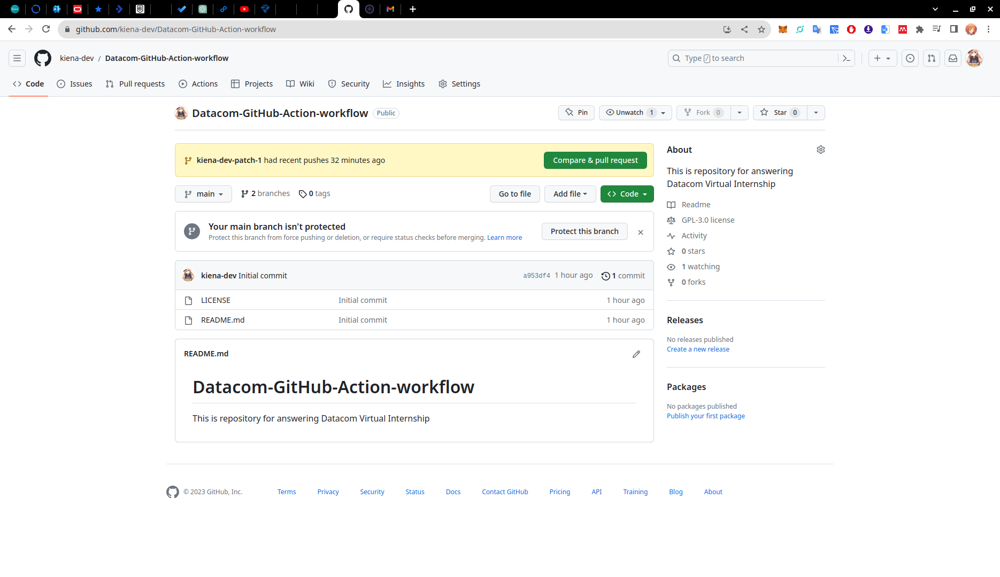 github.com/kiena-dev/Datacom-GitHub-Action-workflow
kiena-dev / Datacom-GitHub-Action-workflow
Type / to search
Code Issues Pull requests Actions Projects Wiki Security Insights Settings
Datacom-GitHub-Action-workflow Public
Pin Unwatch 1 Fork 0 Star 0
kiena-dev-patch-1 had recent pushes 32 minutes ago Compare & pull request
main 2 branches 0 tags Go to file Add file Code
Your main branch isn't protected
Protect this branch from force pushing or deletion, or require status checks before merging. Learn more
Protect this branch
kiena-dev Initial commit a953df4 1 hour ago 1 commit
LICENSE Initial commit 1 hour ago
README.md Initial commit 1 hour ago
README.md
Datacom-GitHub-Action-workflow
This is repository for answering Datacom Virtual Internship
About
This is repository for answering
Datacom Virtual Internship
Readme
GPL-3.0 license
Activity
0 stars
1 watching
0 forks
Releases
No releases published
Create a new release
Packages
No packages published
Publish your first package
© 2023 GitHub, Inc. Terms Privacy Security Status Docs Contact GitHub Pricing API Training Blog About